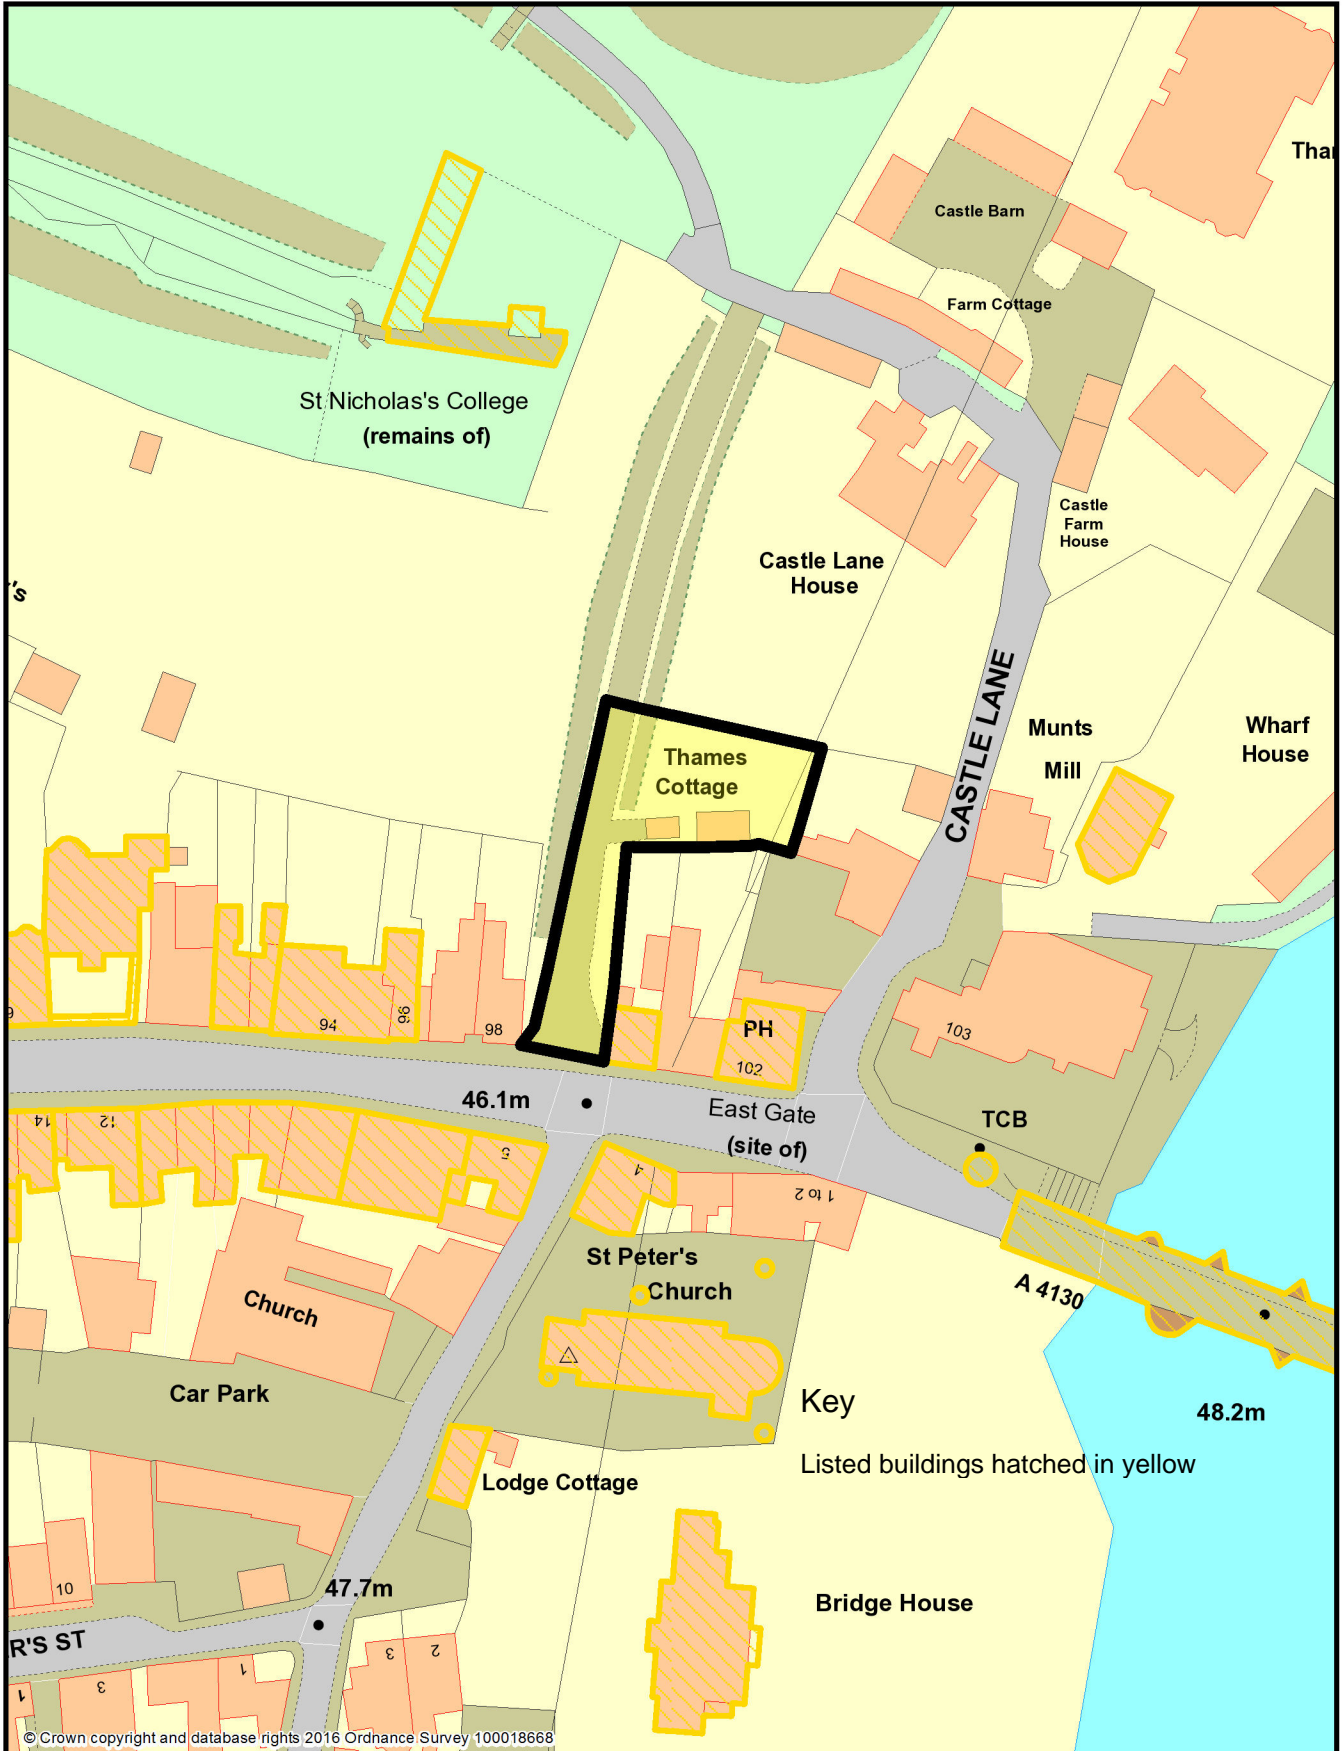 Thar
Castle Barn
Farm Cottage
St Nicholas's College
(remains of)
Castle
Farm
House
Castle Lane
House
's
CASTLE LANE
Munts
Mill
Wharf
House
Thames
Cottage
94
96
98
PH
102
103
46.1m
East Gate
(site of)
TCB
14
12
5
4
1 to 2
St Peter's
Church
A 4130
Church
Car Park
Key
48.2m
Listed buildings hatched in yellow
Lodge Cottage
10
47.7m
Bridge House
R'S ST
1
3
1
3
2
© Crown copyright and database rights 2016 Ordnance Survey 100018668